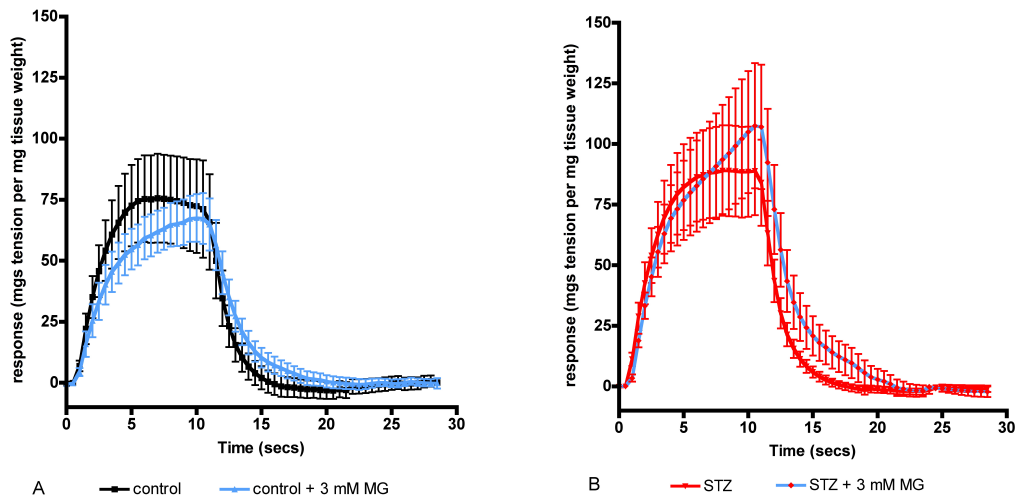 150
125
100
75
50
25
0
response (mgs tension per mg tissue weight)
0 5 10 15 20 25 30
Time (secs)
A control control + 3 mM MG
150
125
100
75
50
25
0
response (mgs tension per mg tissue weight)
0 5 10 15 20 25 30
Time (secs)
B STZ STZ + 3 mM MG